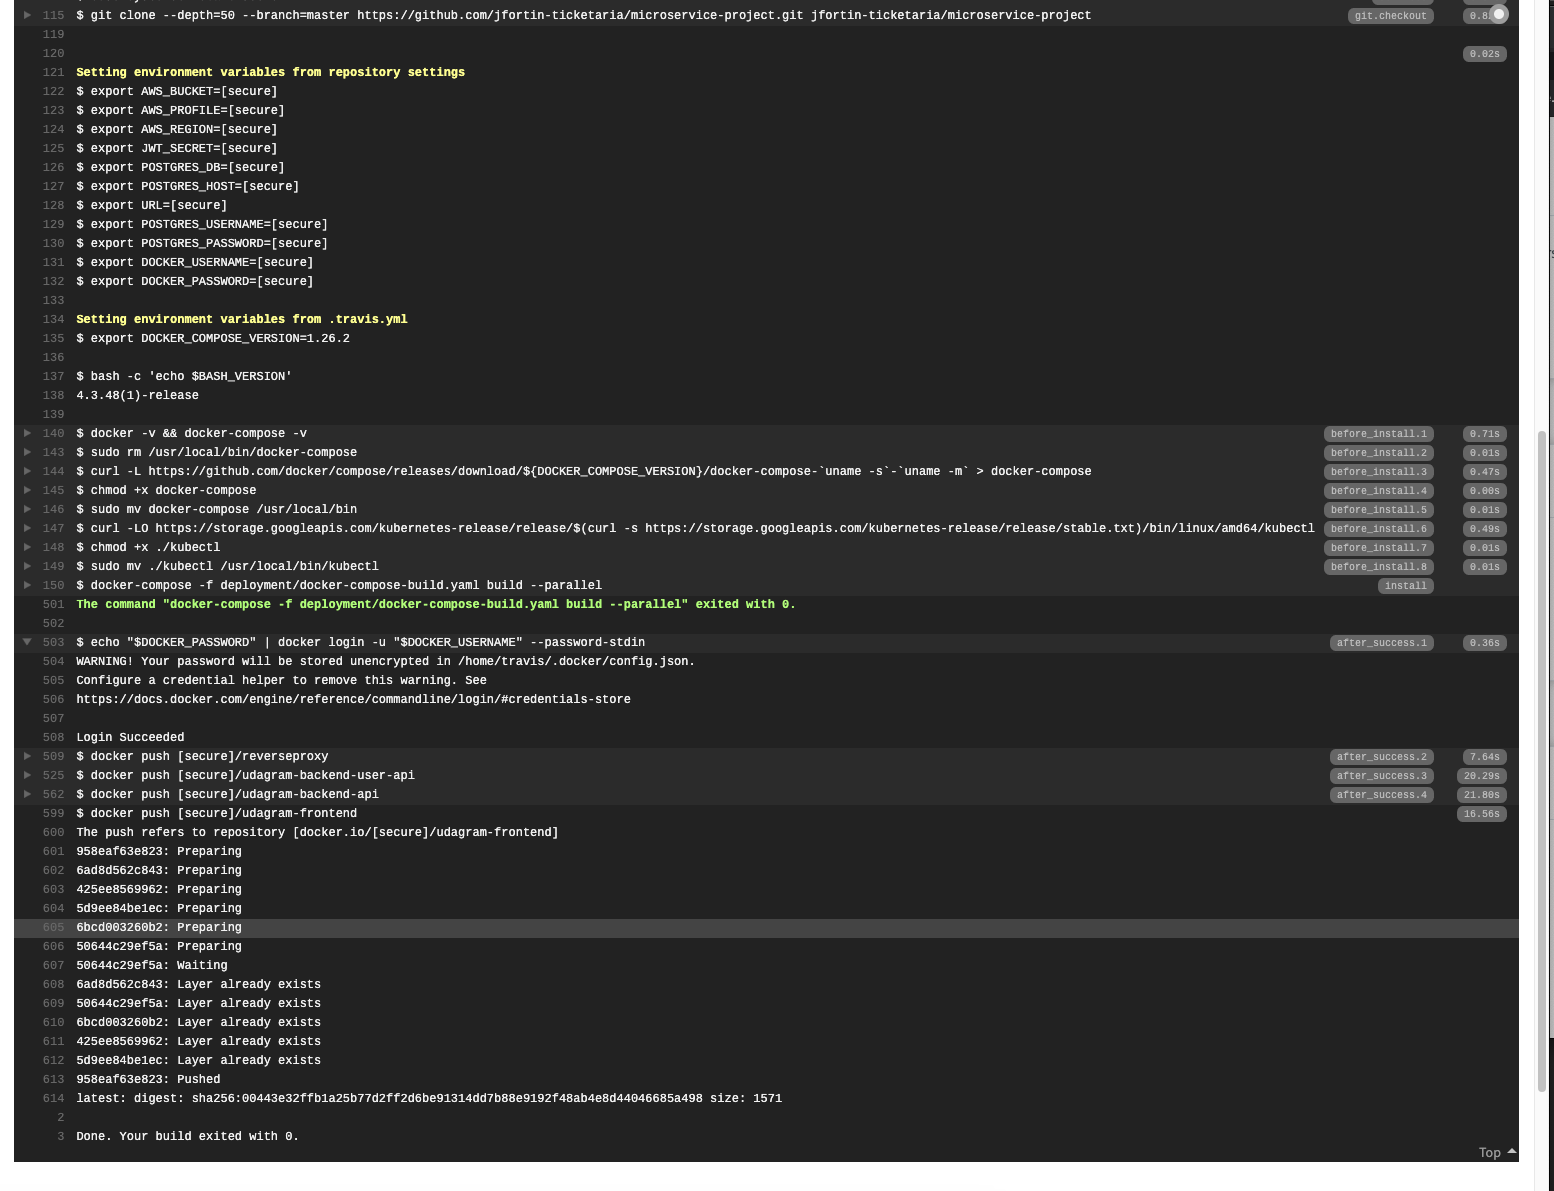 115 $ git clone --depth=50 --branch=master https://github.com/jfortin-ticketaria/microservice-project.git jfortin-ticketaria/microservice-project git.checkout
119
120 0.02s
121 Setting environment variables from repository settings
122 $ export AWS_BUCKET=[secure]
123 $ export AWS_PROFILE=[secure]
124 $ export AWS_REGION=[secure]
125 $ export JWT_SECRET=[secure]
126 $ export POSTGRES_DB=[secure]
127 $ export POSTGRES_HOST=[secure]
128 $ export URL=[secure]
129 $ export POSTGRES_USERNAME=[secure]
130 $ export POSTGRES_PASSWORD=[secure]
131 $ export DOCKER_USERNAME=[secure]
132 $ export DOCKER_PASSWORD=[secure]
133
134 Setting environment variables from .travis.yml
135 $ export DOCKER_COMPOSE_VERSION=1.26.2
136
137 $ bash -c 'echo $BASH_VERSION'
138 4.3.48(1)-release
139
140 $ docker -v && docker-compose -v before_install.1 0.71s
143 $ sudo rm /usr/local/bin/docker-compose before_install.2 0.01s
144 $ curl -L https://github.com/docker/compose/releases/download/${DOCKER_COMPOSE_VERSION}/docker-compose-`uname -s`-`uname -m` > docker-compose before_install.3 0.47s
145 $ chmod +x docker-compose before_install.4 0.00s
146 $ sudo mv docker-compose /usr/local/bin before_install.5 0.01s
147 $ curl -LO https://storage.googleapis.com/kubernetes-release/release/$(curl -s https://storage.googleapis.com/kubernetes-release/release/stable.txt)/bin/linux/amd64/kubectl before_install.6 0.49s
148 $ chmod +x ./kubectl before_install.7 0.01s
149 $ sudo mv ./kubectl /usr/local/bin/kubectl before_install.8 0.01s
150 $ docker-compose -f deployment/docker-compose-build.yaml build --parallel install
501 The command "docker-compose -f deployment/docker-compose-build.yaml build --parallel" exited with 0.
502
503 $ echo "$DOCKER_PASSWORD" | docker login -u "$DOCKER_USERNAME" --password-stdin after_success.1 0.36s
504 WARNING! Your password will be stored unencrypted in /home/travis/.docker/config.json.
505 Configure a credential helper to remove this warning. See
506 https://docs.docker.com/engine/reference/commandline/login/#credentials-store
507
508 Login Succeeded
509 $ docker push [secure]/reverseproxy after_success.2 7.64s
525 $ docker push [secure]/udagram-backend-user-api after_success.3 20.29s
562 $ docker push [secure]/udagram-backend-api after_success.4 21.80s
599 $ docker push [secure]/udagram-frontend 16.56s
600 The push refers to repository [docker.io/[secure]/udagram-frontend]
601 958eaf63e823: Preparing
602 6ad8d562c843: Preparing
603 425ee8569962: Preparing
604 5d9ee84be1ec: Preparing
605 6bcd003260b2: Preparing
606 50644c29ef5a: Preparing
607 50644c29ef5a: Waiting
608 6ad8d562c843: Layer already exists
609 50644c29ef5a: Layer already exists
610 6bcd003260b2: Layer already exists
611 425ee8569962: Layer already exists
612 5d9ee84be1ec: Layer already exists
613 958eaf63e823: Pushed
614 latest: digest: sha256:00443e32ffb1a25b77d2ff2d6be91314dd7b88e9192f48ab4e8d44046685a498 size: 1571
2
3 Done. Your build exited with 0.
Top